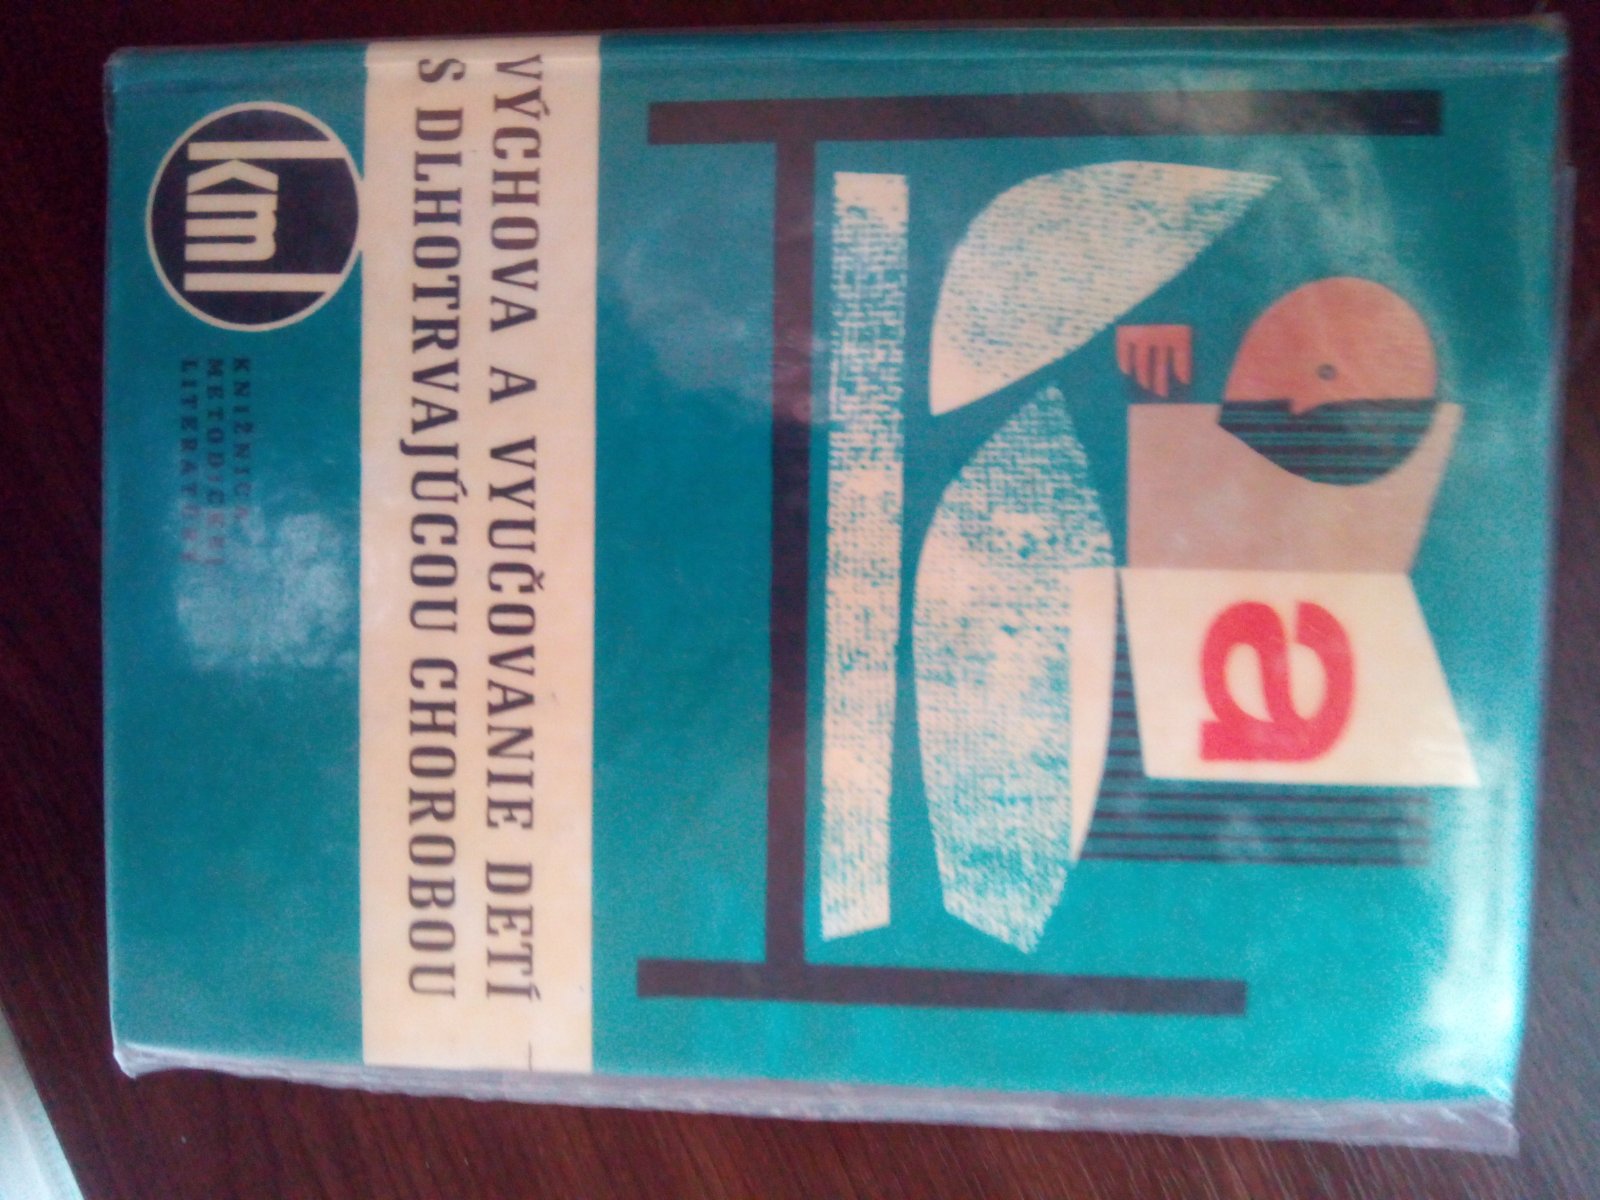 a
VÝCHOVA A VYUČOVANIE DETÍ
S DLHOTRVAJÚCOU CHOROBOU
kml
KNIŽNICA
METODICKEJ
LITERATÚRY